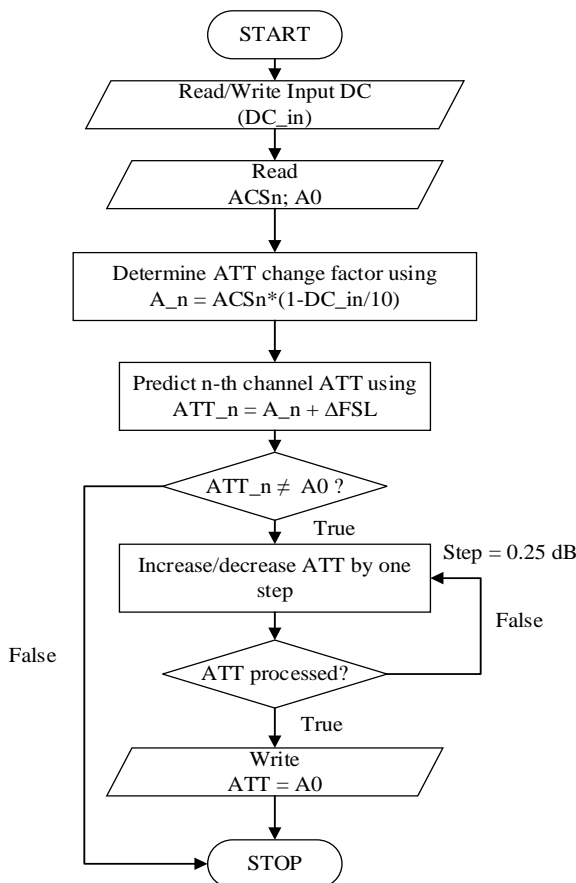 START
Read/Write Input DC
(DC_in)
Read
ACSn; A0
Determine ATT change factor using
A_n = ACSn*(1-DC_in/10)
Predict n-th channel ATT using
ATT_n = A_n + ΔFSL
ATT_n ≠ A0 ?
True
Increase/decrease ATT by one
step
Step = 0.25 dB
False
False
ATT processed?
True
Write
ATT = A0
STOP